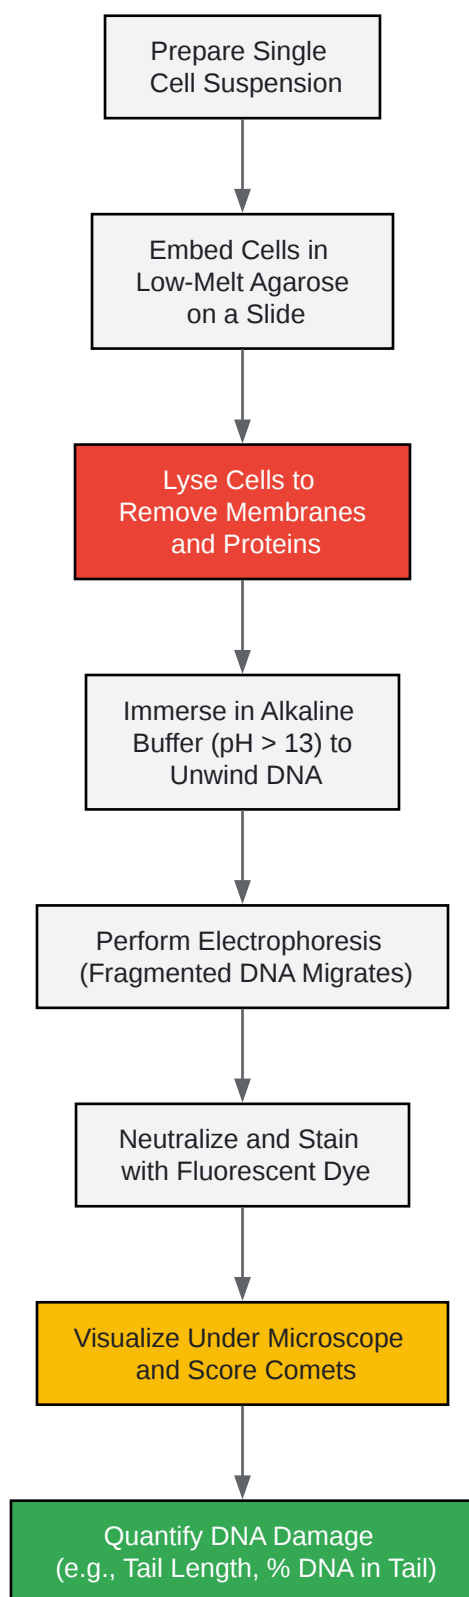 Prepare Single
Cell Suspension
Embed Cells in
Low-Melt Agarose
on a Slide
Lyse Cells to
Remove Membranes
and Proteins
Immerse in Alkaline
Buffer (pH > 13) to
Unwind DNA
Perform Electrophoresis
(Fragmented DNA Migrates)
Neutralize and Stain
with Fluorescent Dye
Visualize Under Microscope
and Score Comets
Quantify DNA Damage
(e.g., Tail Length, % DNA in Tail)